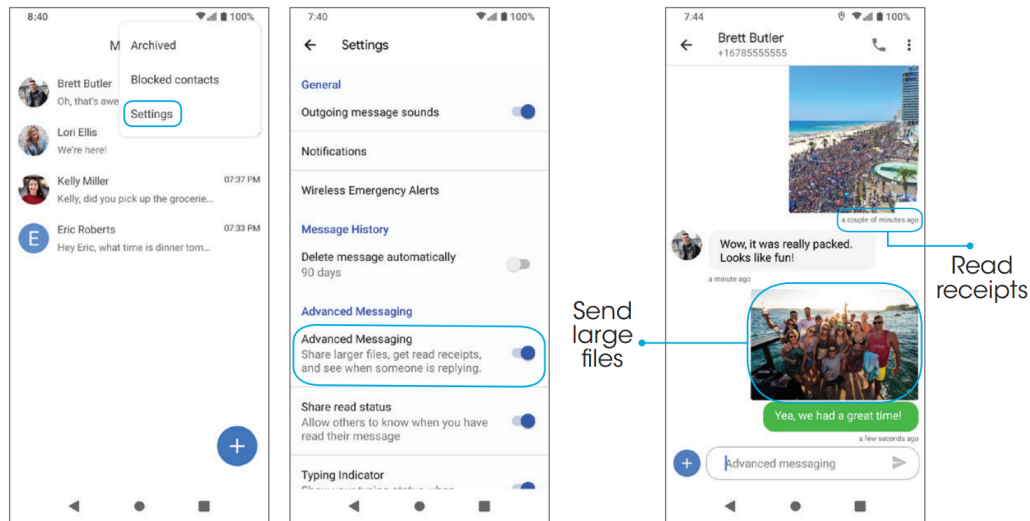 8:40
100%
M
Archived
Blocked contacts
Settings
Brett Butler
Oh, that's awe
Lori Ellis
We're here!
Kelly Miller
07:37 PM
Kelly, did you pick up the grocerie...
E
Eric Roberts
07:33 PM
Hey Eric, what time is dinner tom...
+
7:40
100%
Settings
General
Outgoing message sounds
Notifications
Wireless Emergency Alerts
Message History
Delete message automatically
90 days
Advanced Messaging
Advanced Messaging
Share larger files, get read receipts,
and see when someone is replying.
Share read status
Allow others to know when you have
read their message
Typing Indicator
Send
large
files
7:44
100%
Brett Butler
+16785555555
a couple of minutes ago
Wow, it was really packed.
Looks like fun!
a minute ago
Yea, we had a great time!
a few seconds ago
+
Advanced messaging
Read
receipts